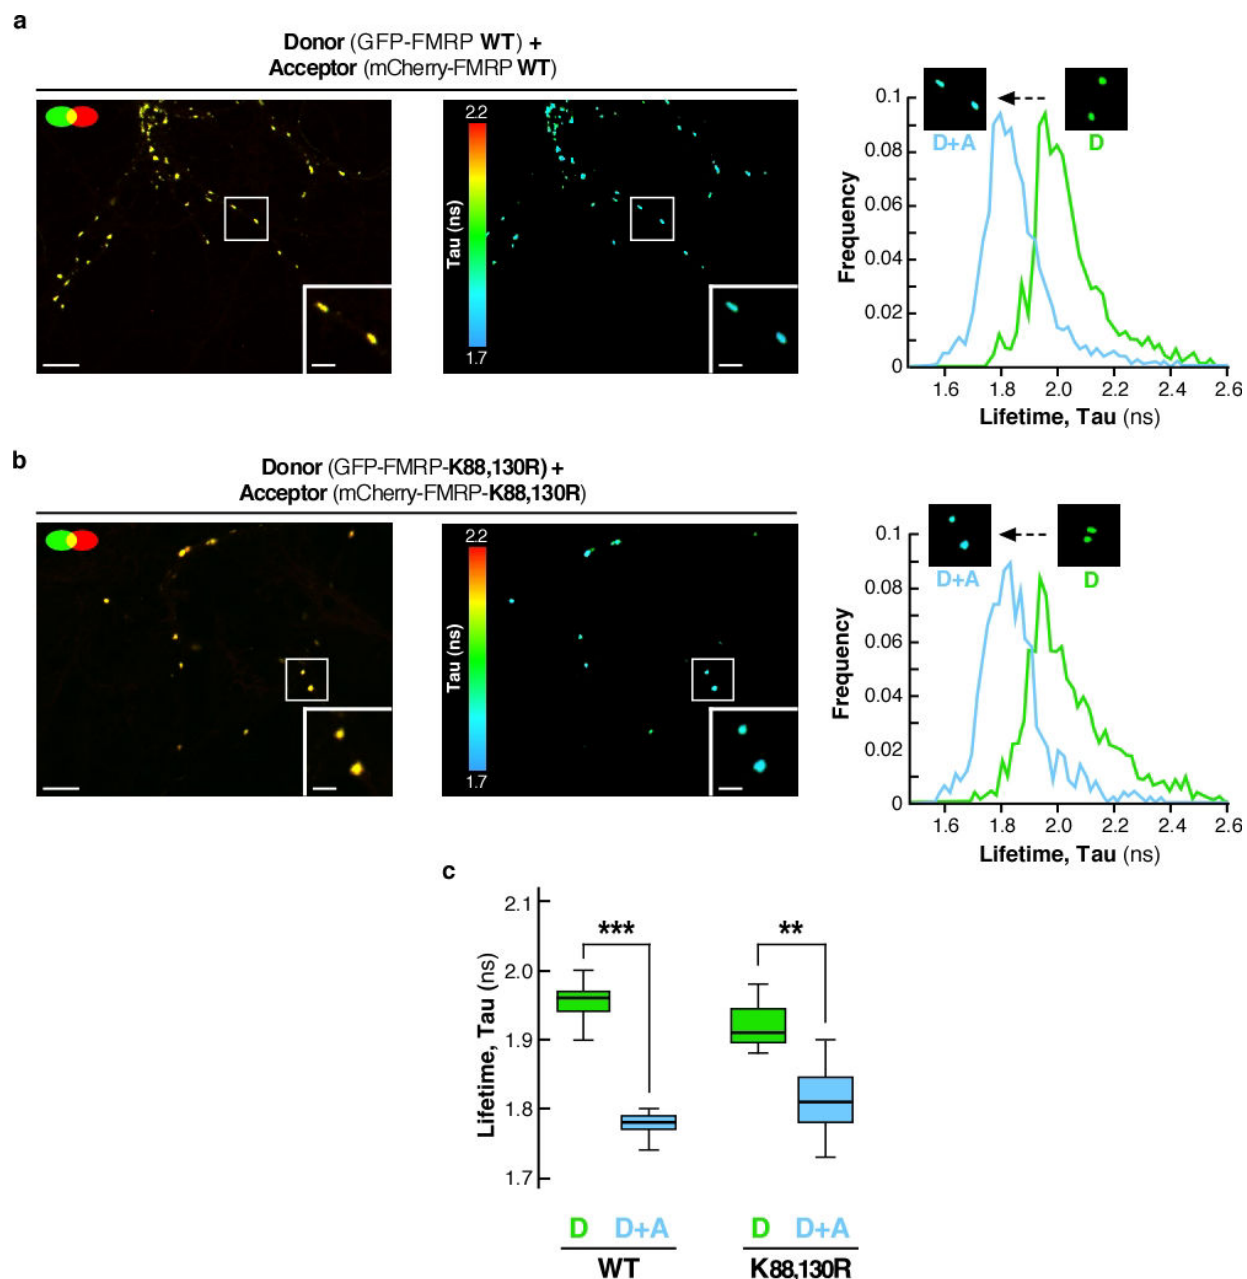 a
Donor (GFP-FMRP WT) +
Acceptor (mCherry-FMRP WT)
2.2
Tau (ns)
1.7
D+A
D
0.1
0.08
0.06
0.04
0.02
0
Frequency
1.6 1.8 2.0 2.2 2.4 2.6
Lifetime, Tau (ns)
b
Donor (GFP-FMRP-K88,130R) +
Acceptor (mCherry-FMRP-K88,130R)
2.2
Tau (ns)
1.7
D+A
D
0.1
0.08
0.06
0.04
0.02
0
Frequency
1.6 1.8 2.0 2.2 2.4 2.6
Lifetime, Tau (ns)
c
2.1
2.0
1.9
1.8
1.7
Lifetime, Tau (ns)
*** **
D D+A D D+A
WT K88,130R